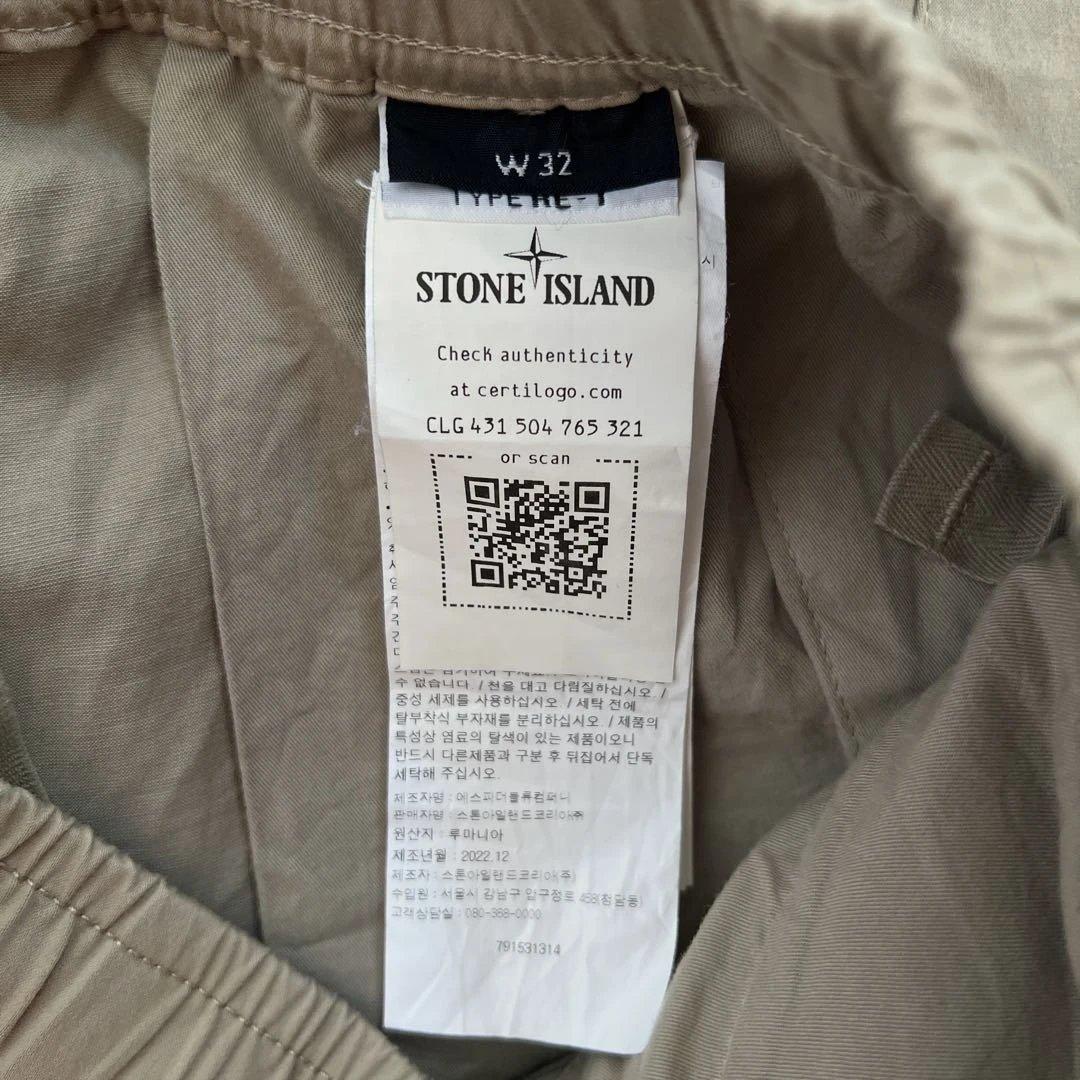 W 32
TYPE RE-T
STONE ISLAND
Check authenticity
at certilogo.com
CLG 431 504 765 321
or scan
시
수 없습니다. / 천을 대고 다림질하십시오. /
중성 세제를 사용하십시오. / 세탁 전에
탈부착식 부자재를 분리하십시오. / 제품의
특성상 염료의 탈색이 있는 제품이오니
반드시 다른제품과 구분 후 뒤집어서 단독
세탁해 주십시오.
제조자명 : 에스피더블류컴퍼니
판매자명 : 스톤아일랜드코리아㈜
원산지 : 루마니아
제조년월 : 2022.12
제조자 : 스톤아일랜드코리아(주)
수입원 : 서울시 강남구 압구정로 458(청담동)
고객상담실 : 080-368-0000
791531314